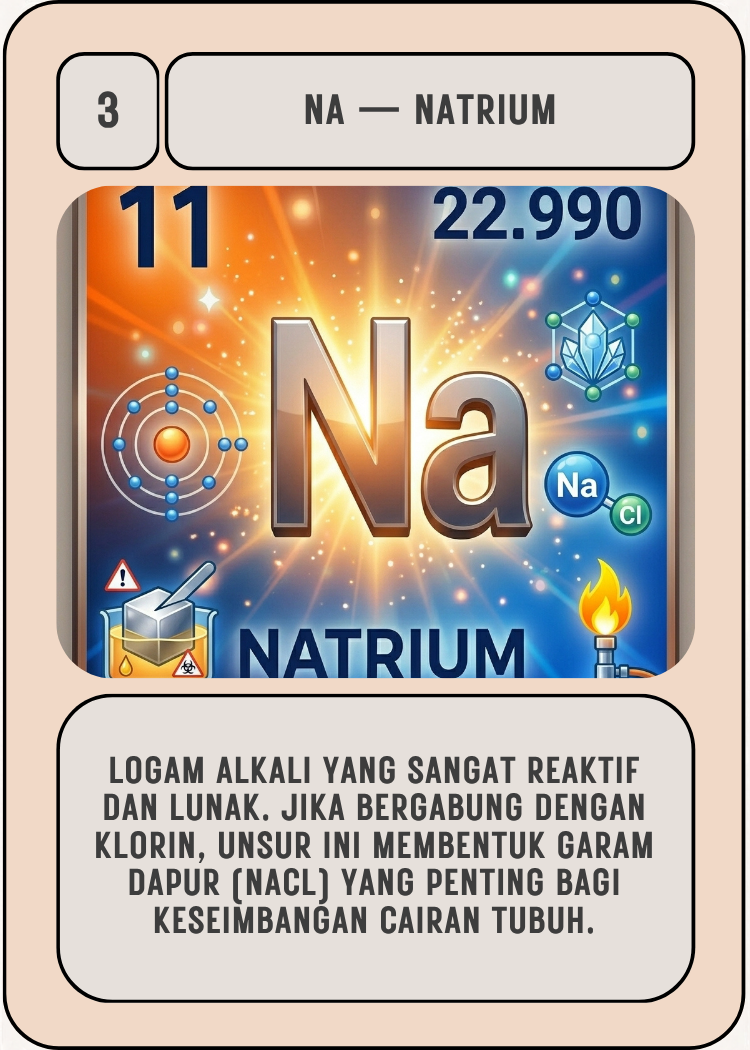 3
NA — NATRIUM
11
22.990
Na
Na
Cl
!
NATRIUM
LOGAM ALKALI YANG SANGAT REAKTIF
DAN LUNAK. JIKA BERGABUNG DENGAN
KLORIN, UNSUR INI MEMBENTUK GARAM
DAPUR (NACL) YANG PENTING BAGI
KESEIMBANGAN CAIRAN TUBUH.